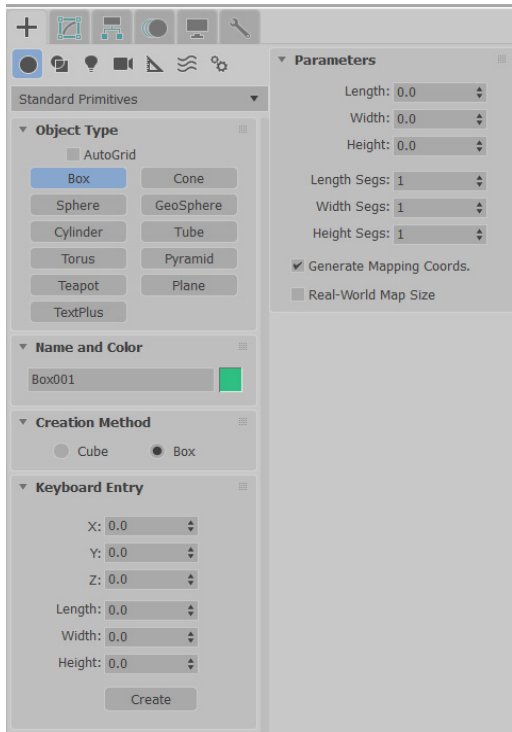 Standard Primitives
Object Type
AutoGrid
Box Cone
Sphere GeoSphere
Cylinder Tube
Torus Pyramid
Teapot Plane
TextPlus
Name and Color
Box001
Creation Method
Cube Box
Keyboard Entry
X: 0.0
Y: 0.0
Z: 0.0
Length: 0.0
Width: 0.0
Height: 0.0
Create
Parameters
Length: 0.0
Width: 0.0
Height: 0.0
Length Segs: 1
Width Segs: 1
Height Segs: 1
Generate Mapping Coords.
Real-World Map Size